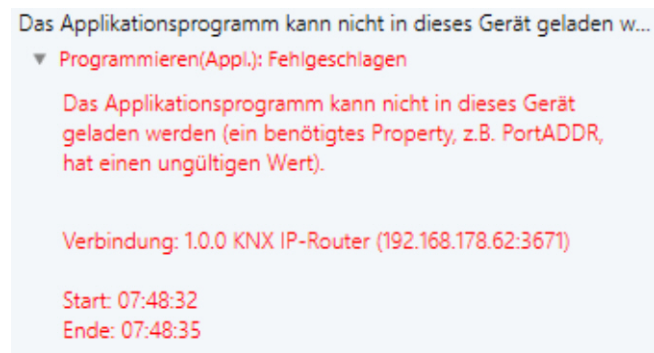 Das Applikationsprogramm kann nicht in dieses Gerät geladen w...
Programmieren(Appl.): Fehlgeschlagen
Das Applikationsprogramm kann nicht in dieses Gerät
geladen werden (ein benötigtes Property, z.B. PortADDR,
hat einen ungültigen Wert).
Verbindung: 1.0.0 KNX IP-Router (192.168.178.62:3671)
Start: 07:48:32
Ende: 07:48:35